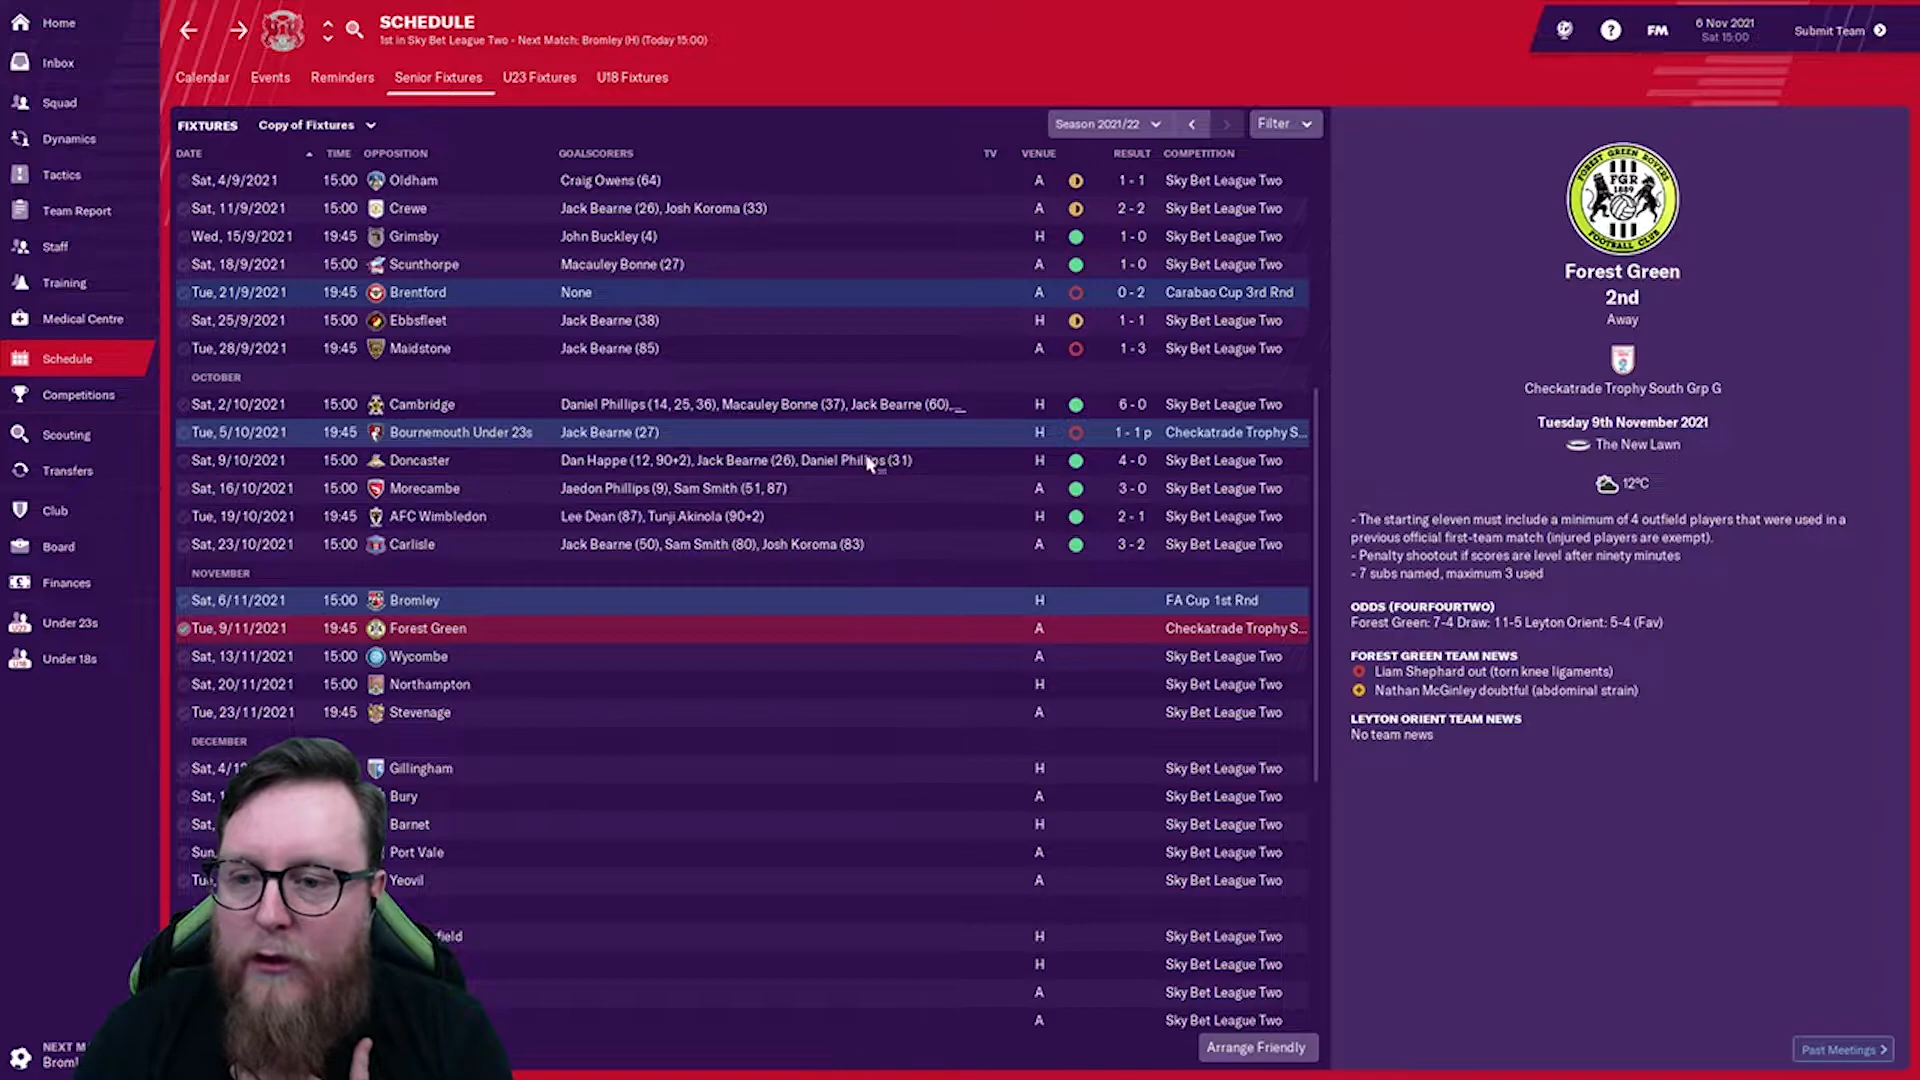 Home
Inbox
Squad
Dynamics
Tactics
Team Report
Staff
Training
Medical Centre
Schedule
Competitions
Scouting
Transfers
Club
Board
Finances
Under 23s
Under 18s
NEXT M
Broml
SCHEDULE
1st in Sky Bet League Two - Next Match: Bromley (H) (Today 15:00)
FM
6 Nov 2021
Sat 15:00
Submit Team
Calendar Events Reminders Senior Fixtures U23 Fixtures U18 Fixtures
FIXTURES Copy of Fixtures Season 2021/22 Filter
DATE TIME OPPOSITION GOALSCORERS TV VENUE RESULT COMPETITION
Sat, 4/9/2021 15:00 Oldham Craig Owens (64) A 1 - 1 Sky Bet League Two
Sat, 11/9/2021 15:00 Crewe Jack Bearne (26), Josh Koroma (33) A 2 - 2 Sky Bet League Two
Wed, 15/9/2021 19:45 Grimsby John Buckley (4) H 1 - 0 Sky Bet League Two
Sat, 18/9/2021 15:00 Scunthorpe Macauley Bonne (27) A 1 - 0 Sky Bet League Two
Tue, 21/9/2021 19:45 Brentford None A 0 - 2 Carabao Cup 3rd Rnd
Sat, 25/9/2021 15:00 Ebbsfleet Jack Bearne (38) H 1 - 1 Sky Bet League Two
Tue, 28/9/2021 19:45 Maidstone Jack Bearne (85) A 1 - 3 Sky Bet League Two
OCTOBER
Sat, 2/10/2021 15:00 Cambridge Daniel Phillips (14, 25, 36), Macauley Bonne (37), Jack Bearne (60),... H 6 - 0 Sky Bet League Two
Tue, 5/10/2021 19:45 Bournemouth Under 23s Jack Bearne (27) H 1 - 1 p Checkatrade Trophy S...
Sat, 9/10/2021 15:00 Doncaster Dan Happe (12, 90+2), Jack Bearne (26), Daniel Phillips (31) H 4 - 0 Sky Bet League Two
Sat, 16/10/2021 15:00 Morecambe Jaedon Phillips (9), Sam Smith (51, 87) A 3 - 0 Sky Bet League Two
Tue, 19/10/2021 19:45 AFC Wimbledon Lee Dean (87), Tunji Akinola (90+2) H 2 - 1 Sky Bet League Two
Sat, 23/10/2021 15:00 Carlisle Jack Bearne (50), Sam Smith (80), Josh Koroma (83) A 3 - 2 Sky Bet League Two
NOVEMBER
Sat, 6/11/2021 15:00 Bromley H FA Cup 1st Rnd
Tue, 9/11/2021 19:45 Forest Green A Checkatrade Trophy S...
Sat, 13/11/2021 15:00 Wycombe A Sky Bet League Two
Sat, 20/11/2021 15:00 Northampton H Sky Bet League Two
Tue, 23/11/2021 19:45 Stevenage A Sky Bet League Two
DECEMBER
Sat, 4/1 Gillingham H Sky Bet League Two
Sat, 1 Bury A Sky Bet League Two
Sat, Barnet H Sky Bet League Two
Sun, Port Vale A Sky Bet League Two
Tue, Yeovil A Sky Bet League Two
field H Sky Bet League Two
H Sky Bet League Two
A Sky Bet League Two
A Sky Bet League Two
Arrange Friendly
FOREST GREEN ROVERS
FGR
1889
FOOTBALL CLUB
Forest Green
2nd
Away
Checkatrade Trophy South Grp G
Tuesday 9th November 2021
The New Lawn
12°C
- The starting eleven must include a minimum of 4 outfield players that were used in a
previous official first-team match (injured players are exempt).
- Penalty shootout if scores are level after ninety minutes
- 7 subs named, maximum 3 used
ODDS (FOURFOURTWO)
Forest Green: 7-4 Draw: 11-5 Leyton Orient: 5-4 (Fav)
FOREST GREEN TEAM NEWS
Liam Shephard out (torn knee ligaments)
Nathan McGinley doubtful (abdominal strain)
LEYTON ORIENT TEAM NEWS
No team news
Past Meetings